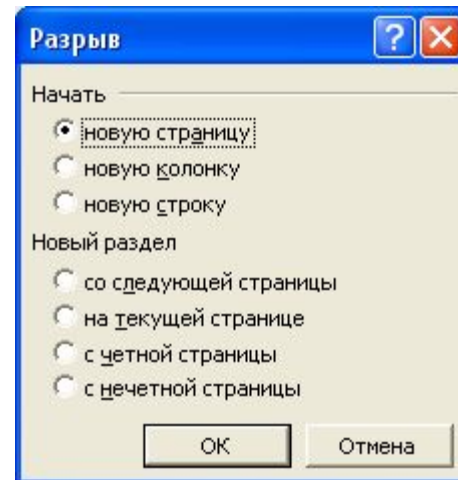 Разрыв
Начать
новую страницу
новую колонку
новую строку
Новый раздел
со следующей страницы
на текущей странице
с четной страницы
с нечетной страницы
ОК
Отмена